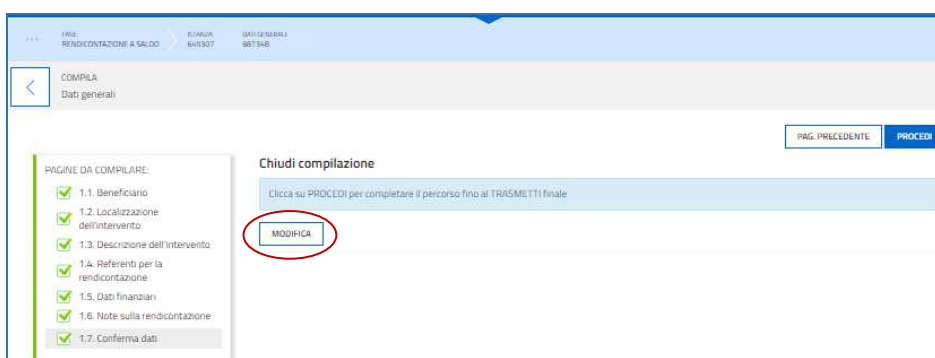 FASE
RENDICONTAZIONE A SALDO
ISTANZA
649307
DATI GENERALI
687348
COMPILA
Dati generali
PAG. PRECEDENTE
PROCEDI
PAGINE DA COMPILARE:
1.1. Beneficiario
1.2. Localizzazione
dell'intervento
1.3. Descrizione dell'intervento
1.4. Referenti per la
rendicontazione
1.5. Dati finanziari
1.6. Note sulla rendicontazione
1.7. Conferma dati
Chiudi compilazione
Clicca su PROCEDI per completare il percorso fino al TRASMETTI finale
MODIFICA